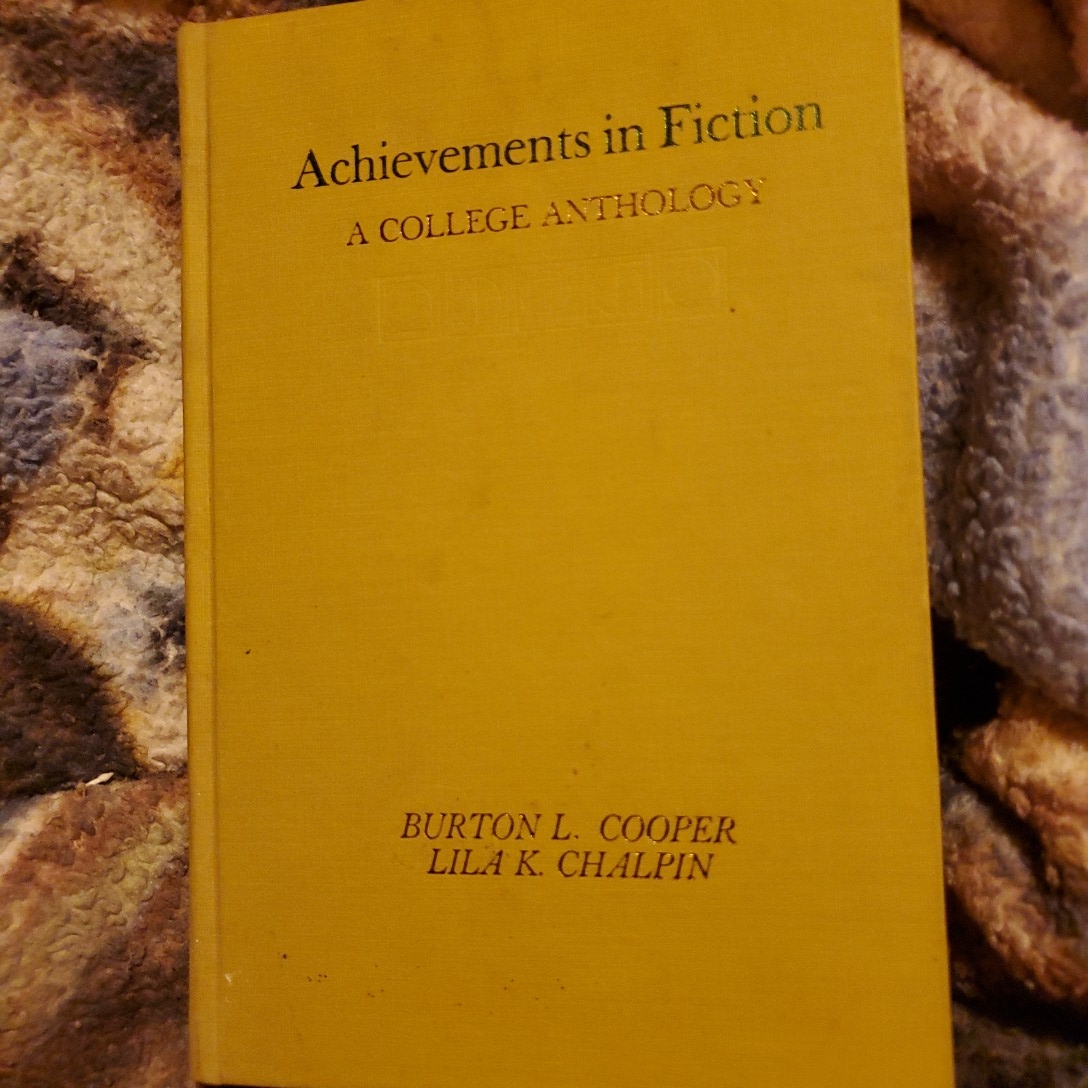 Achievements in Fiction
A COLLEGE ANTHOLOGY
BURTON L. COOPER
LILA K. CHALPIN